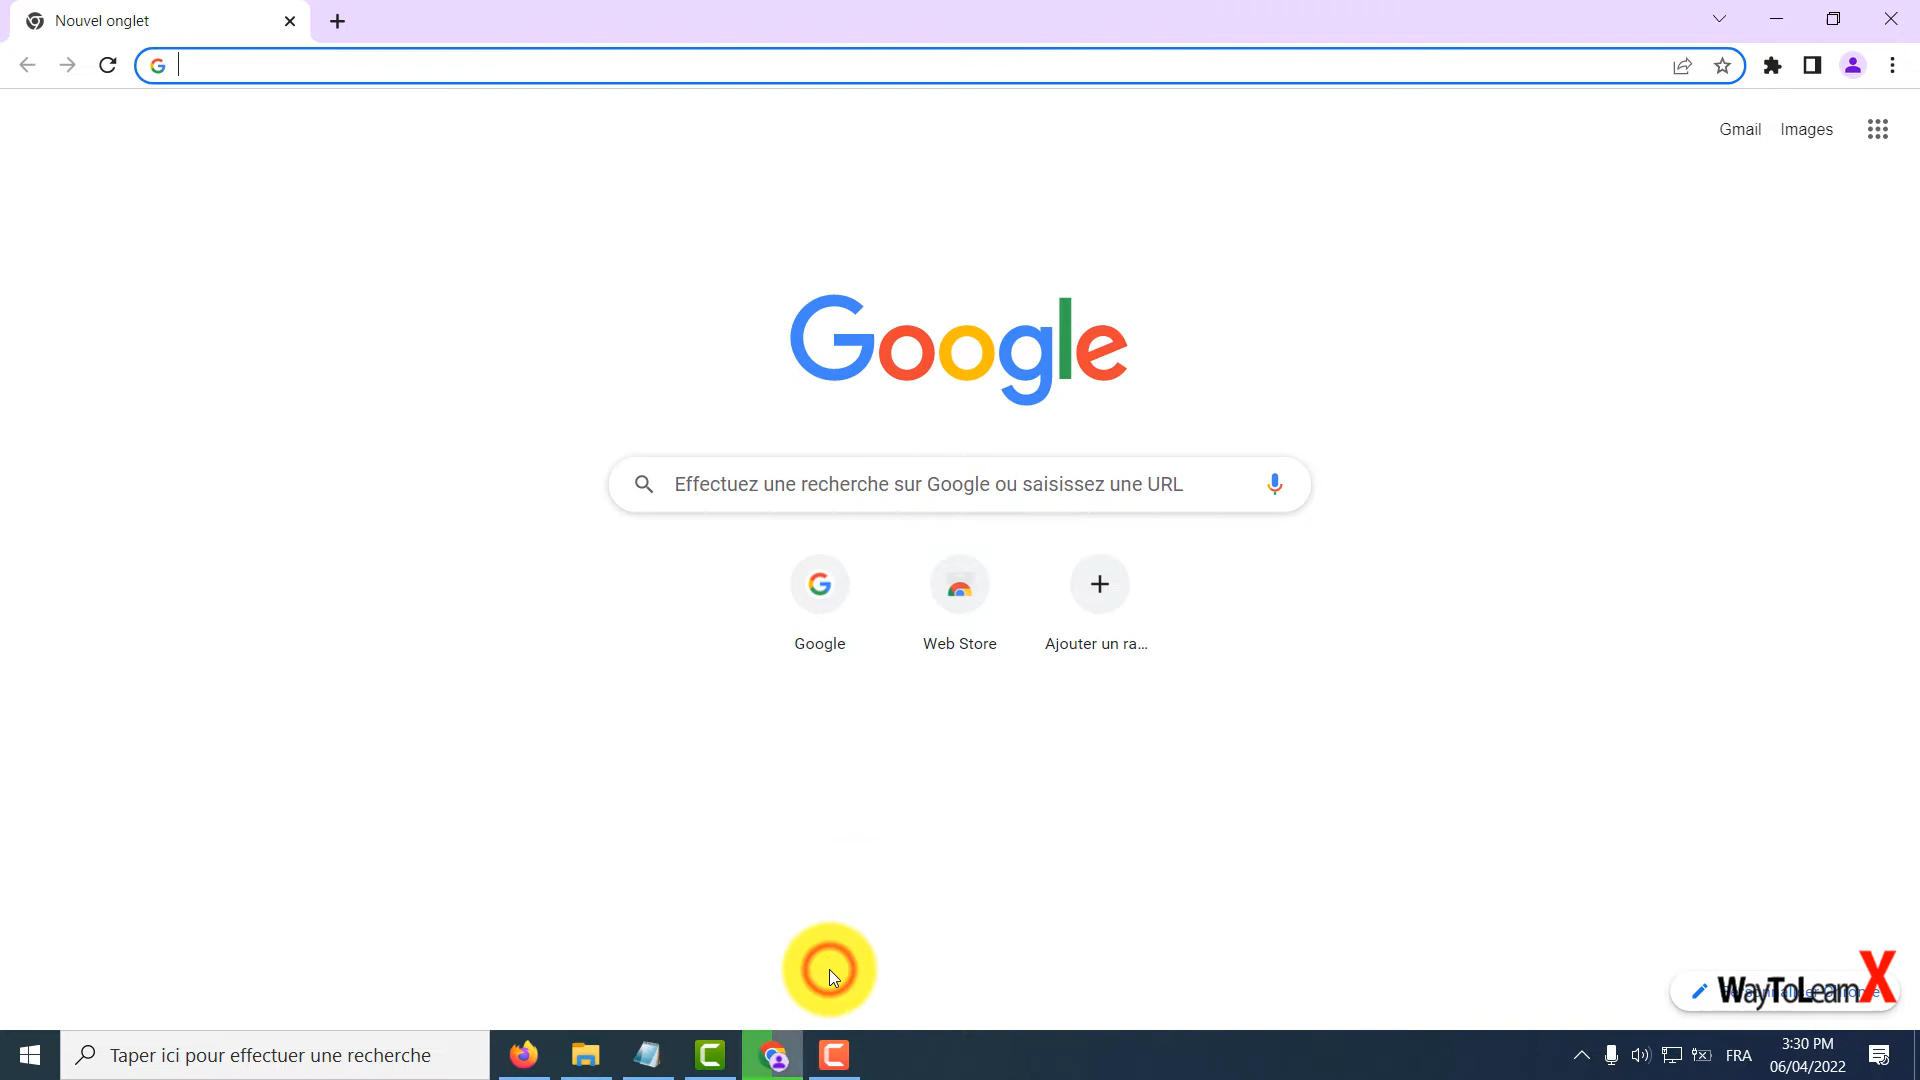 Nouvel onglet
Gmail Images
Google
Effectuez une recherche sur Google ou saisissez une URL
Google Web Store Ajouter un ra...
WayToLearnX
Taper ici pour effectuer une recherche
FRA
3:30 PM
06/04/2022